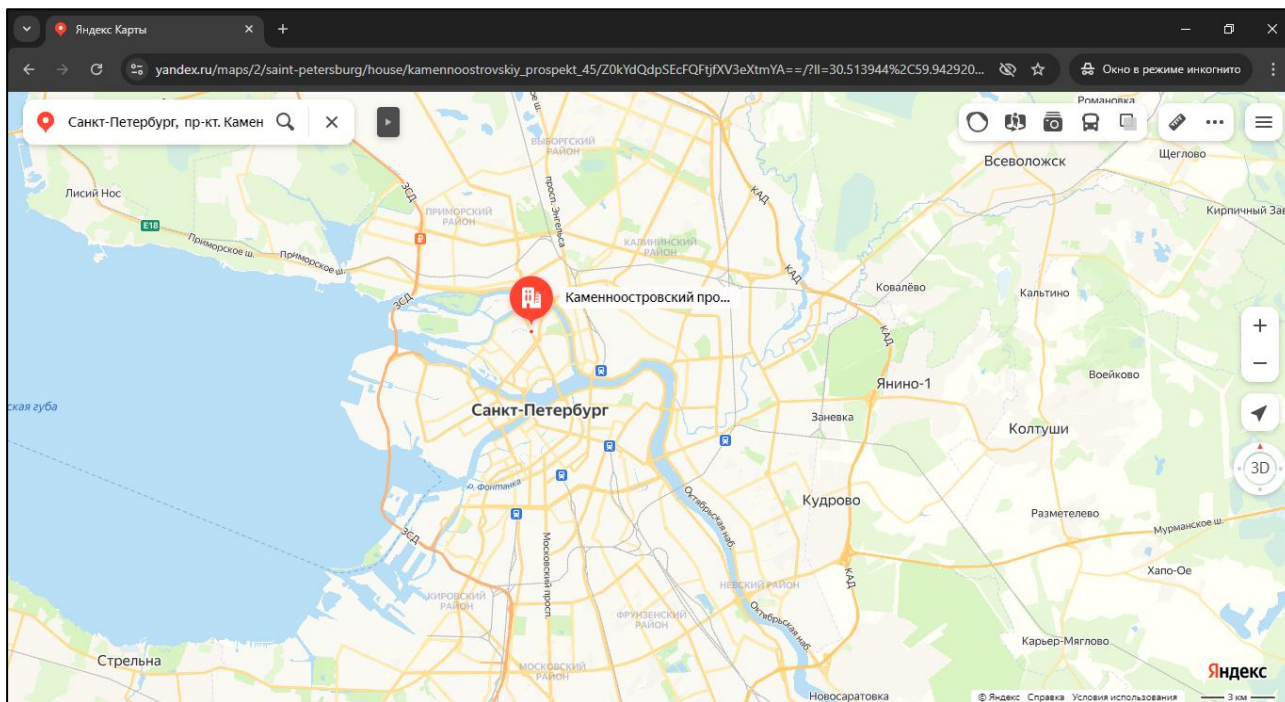 Яндекс Карты
yandex.ru/maps/2/saint-petersburg/house/kamennoostrovskiy_prospekt_45/Z0kYdQdpSEcFQFtjfXV3eXtmYA==/?ll=30.513944%2C59.942920...
Окно в режиме инкогнито
Санкт-Петербург, пр-кт. Камен
Романовка
ВЫБОРГСКИЙ
РАЙОН
Всеволожск
Щеглово
Лисий Нос
ЗСД
просп. Энгельса
КАД
ПРИМОРСКИЙ
РАЙОН
Кирпичный Зав
E18
Приморское ш.
Приморское ш.
КАЛИНИНСКИЙ
РАЙОН
КАД
Ковалёво
Кальтино
ЗСД
Каменноостровский про...
КАД
Янино-1
Воейково
ская губа
Санкт-Петербург
Заневка
Колтуши
3D
р. Фонтанка
Октябрьская наб.
Кудрово
Разметелево
Мурманское ш.
ЗСД
Московский просп.
КАД
Хапо-Ое
НЕВСКИЙ РАЙОН
КИРОВСКИЙ
РАЙОН
ФРУНЗЕНСКИЙ
РАЙОН
Октябрьская наб.
Карьер-Мяглово
Стрельна
МОСКОВСКИЙ
РАЙОН
Яндекс
Новосаратовка
© Яндекс Справка Условия использования
3 км